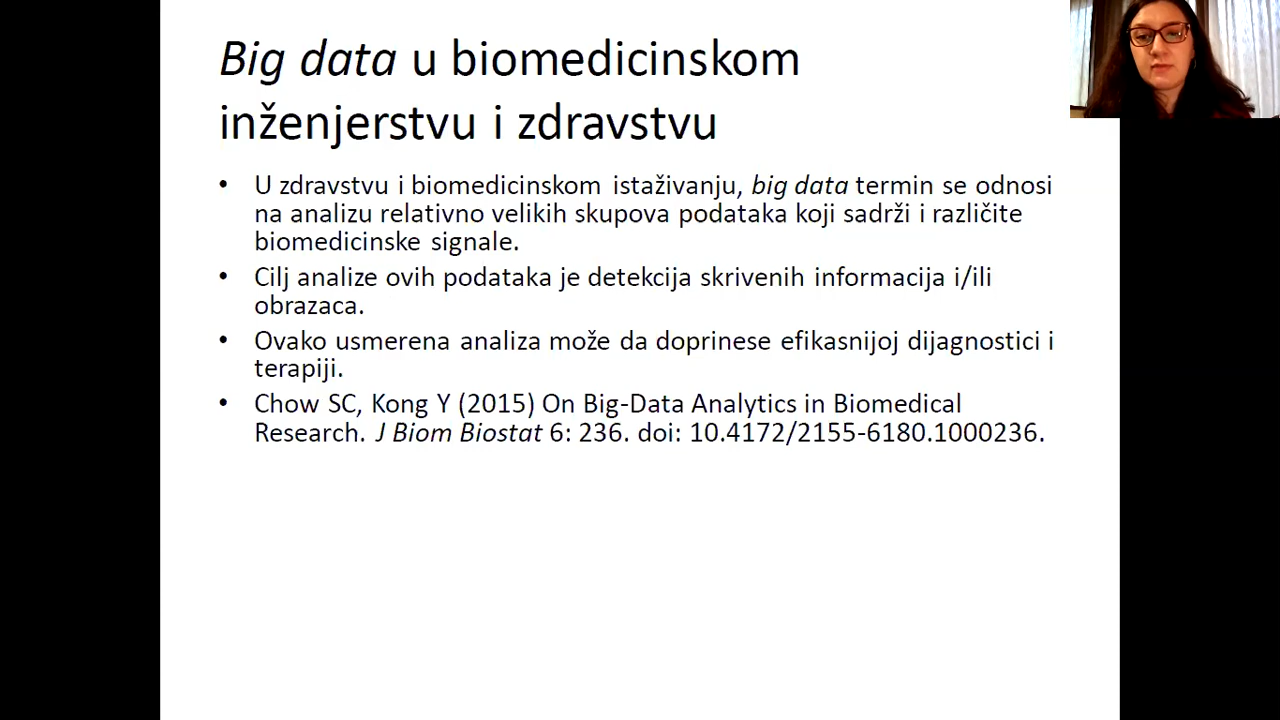 Big data u biomedicinskom
inženjerstvu i zdravstvu
• U zdravstvu i biomedicinskom istaživanju, big data termin se odnosi
na analizu relativno velikih skupova podataka koji sadrži i različite
biomedicinske signale.
• Cilj analize ovih podataka je detekcija skrivenih informacija i/ili
obrazaca.
• Ovako usmerena analiza može da doprinese efikasnijoj dijagnostici i
terapiji.
• Chow SC, Kong Y (2015) On Big-Data Analytics in Biomedical
Research. J Biom Biostat 6: 236. doi: 10.4172/2155-6180.1000236.